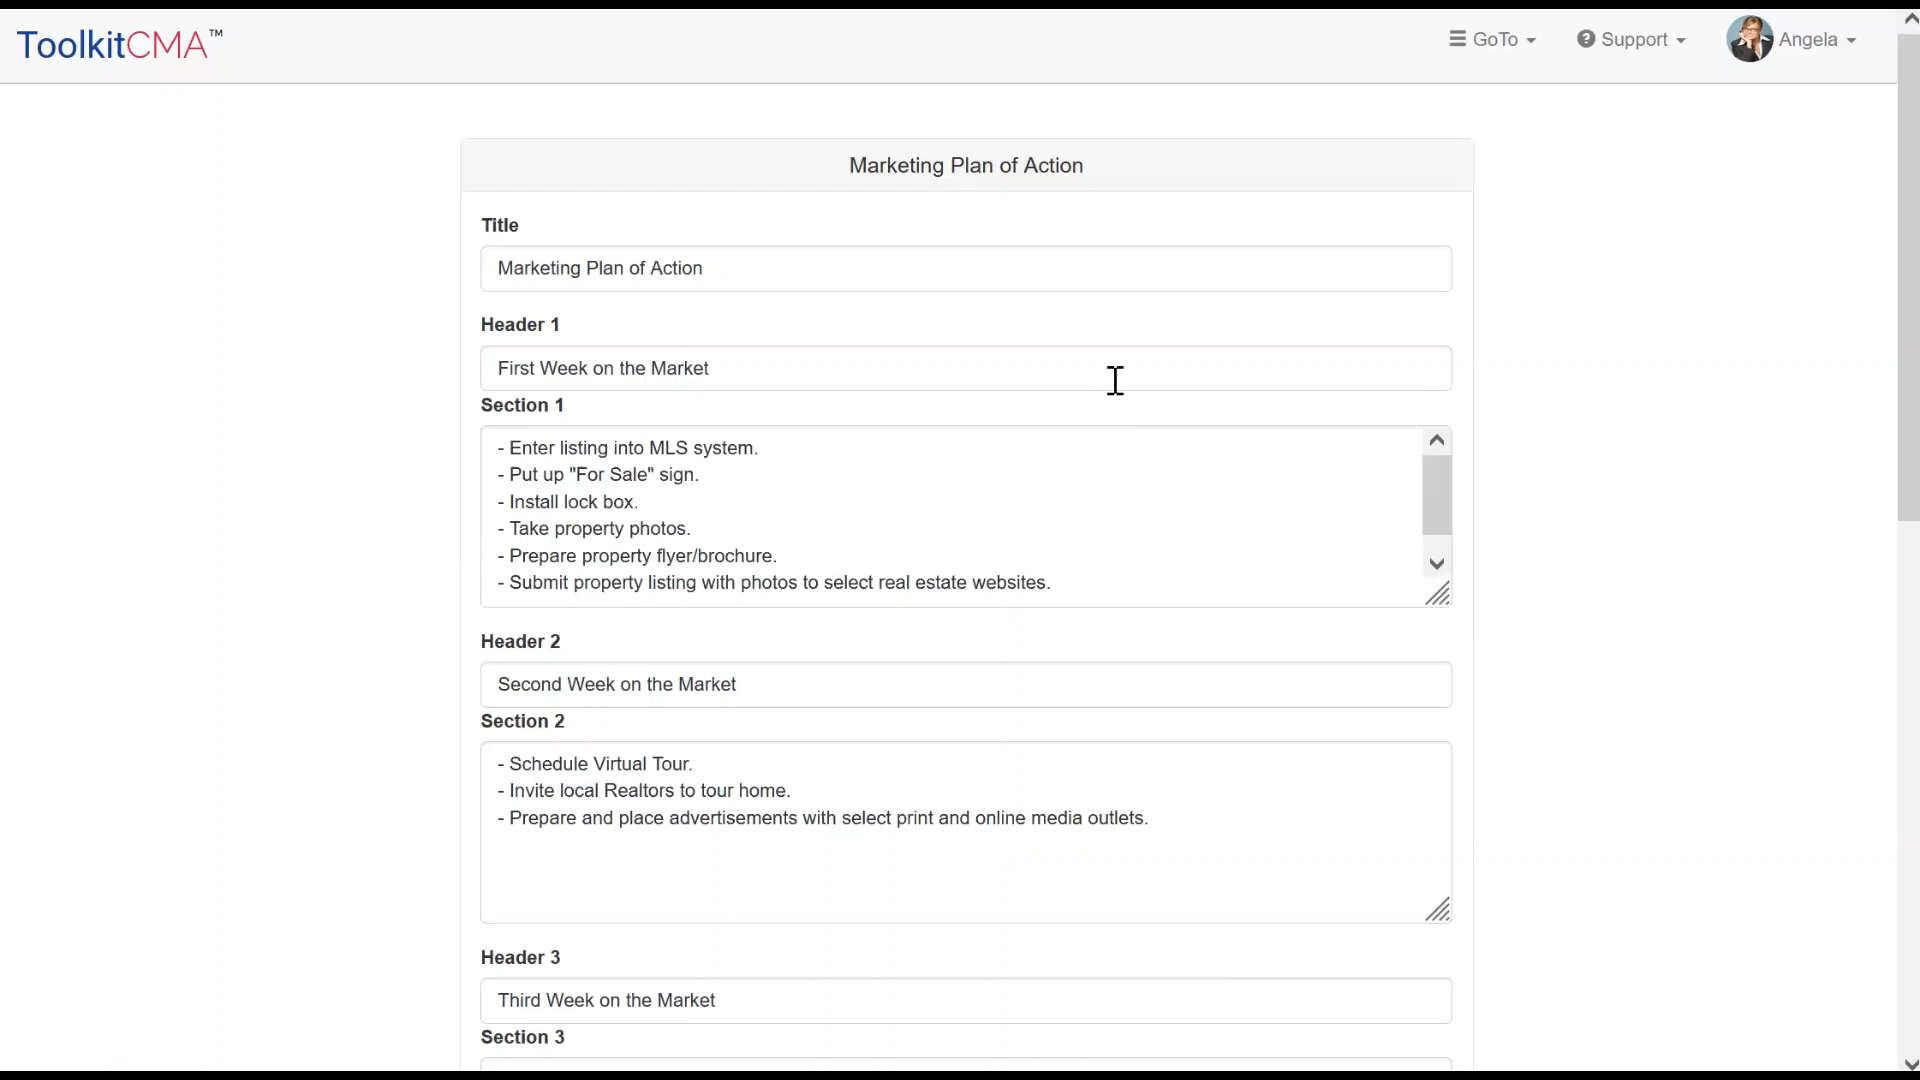 ToolkitCMA™
GoTo
Support
Angela
Marketing Plan of Action
Title
Marketing Plan of Action
Header 1
First Week on the Market
Section 1
- Enter listing into MLS system.
- Put up "For Sale" sign.
- Install lock box.
- Take property photos.
- Prepare property flyer/brochure.
- Submit property listing with photos to select real estate websites.
Header 2
Second Week on the Market
Section 2
- Schedule Virtual Tour.
- Invite local Realtors to tour home.
- Prepare and place advertisements with select print and online media outlets.
Header 3
Third Week on the Market
Section 3